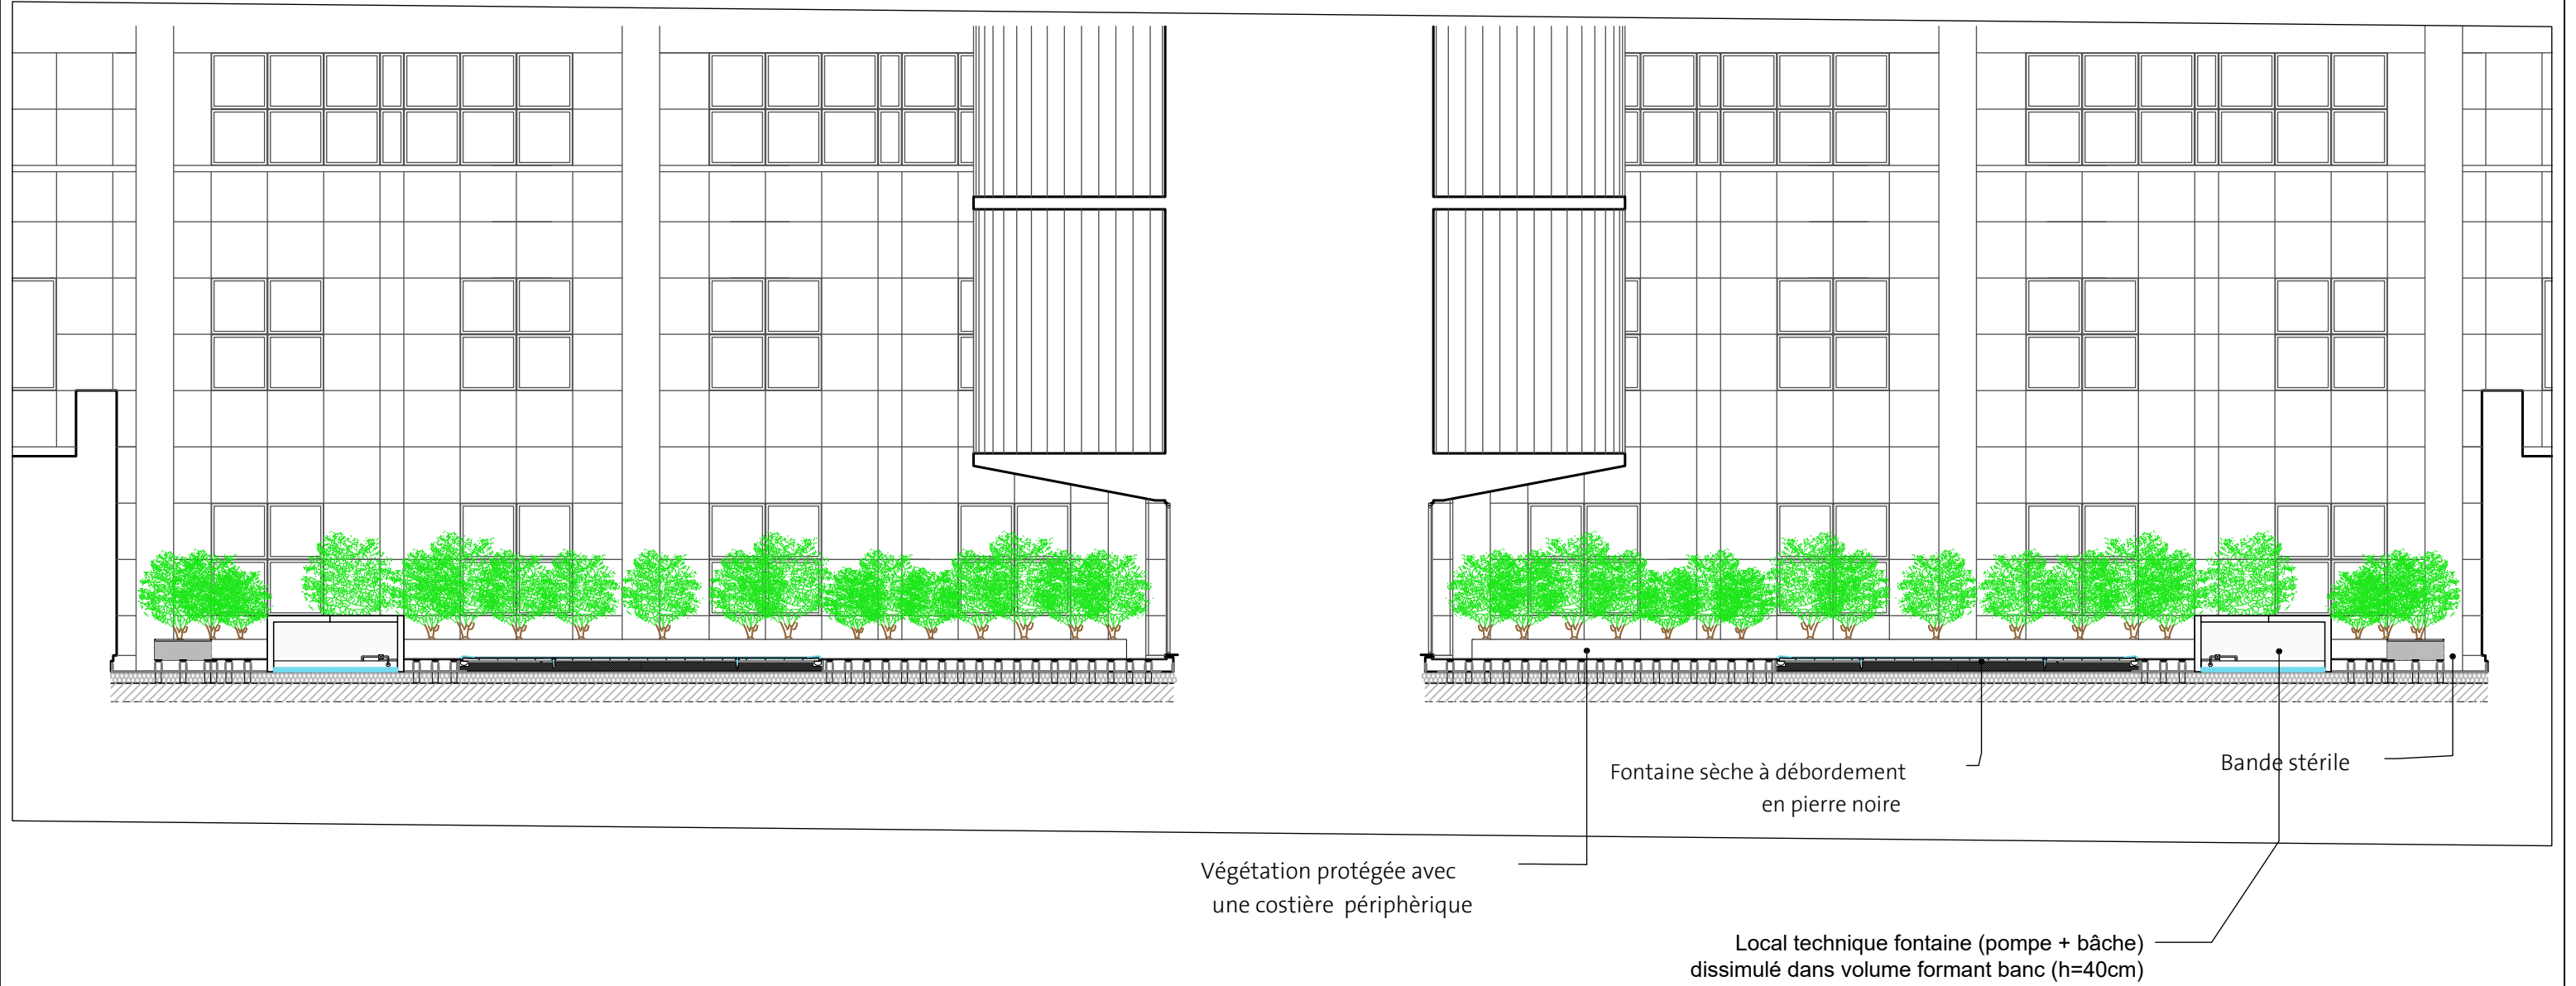 Fontaine sèche à débordement
en pierre noire
Bande stérile
Végétation protégée avec
une costière périphèrique
Local technique fontaine (pompe + bâche)
dissimulé dans volume formant banc (h=40cm)